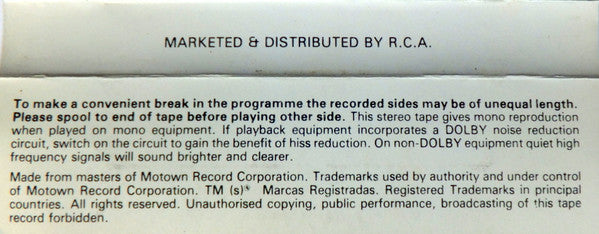 MARKETED & DISTRIBUTED BY R.C.A.
To make a convenient break in the programme the recorded sides may be of unequal length.
Please spool to end of tape before playing other side. This stereo tape gives mono reproduction
when played on mono equipment. If playback equipment incorporates a DOLBY noise reduction
circuit, switch on the circuit to gain the benefit of hiss reduction. On non-DOLBY equipment quiet high
frequency signals will sound brighter and clearer.
Made from masters of Motown Record Corporation. Trademarks used by authority and under control
of Motown Record Corporation. TM (s)® Marcas Registradas. Registered Trademarks in principal
countries. All rights reserved. Unauthorised copying, public performance, broadcasting of this tape
record forbidden.